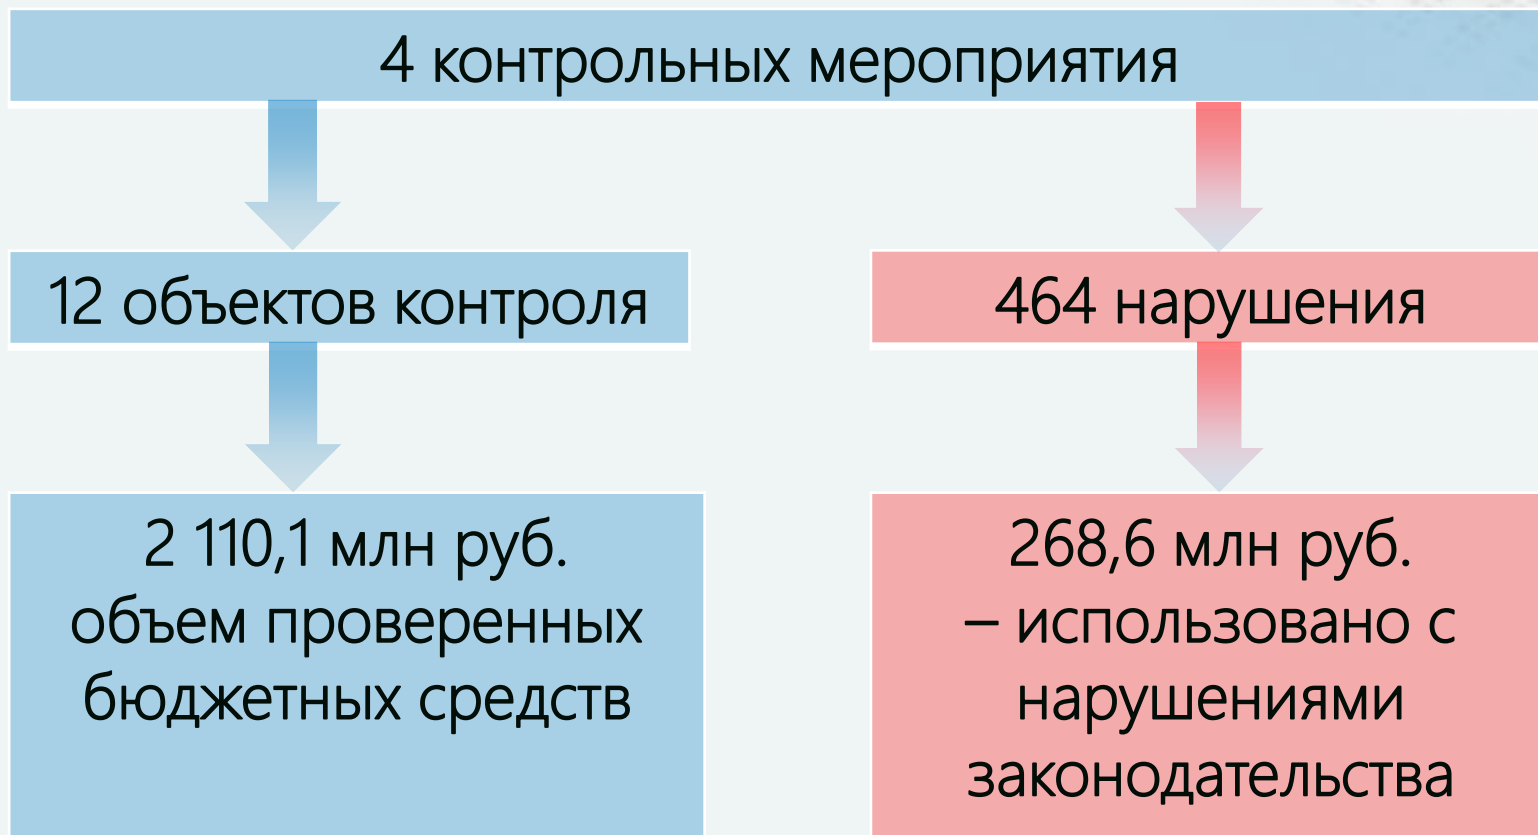 4 контрольных мероприятия
12 объектов контроля
464 нарушения
2 110,1 млн руб.
объем проверенных
бюджетных средств
268,6 млн руб.
– использовано с
нарушениями
законодательства